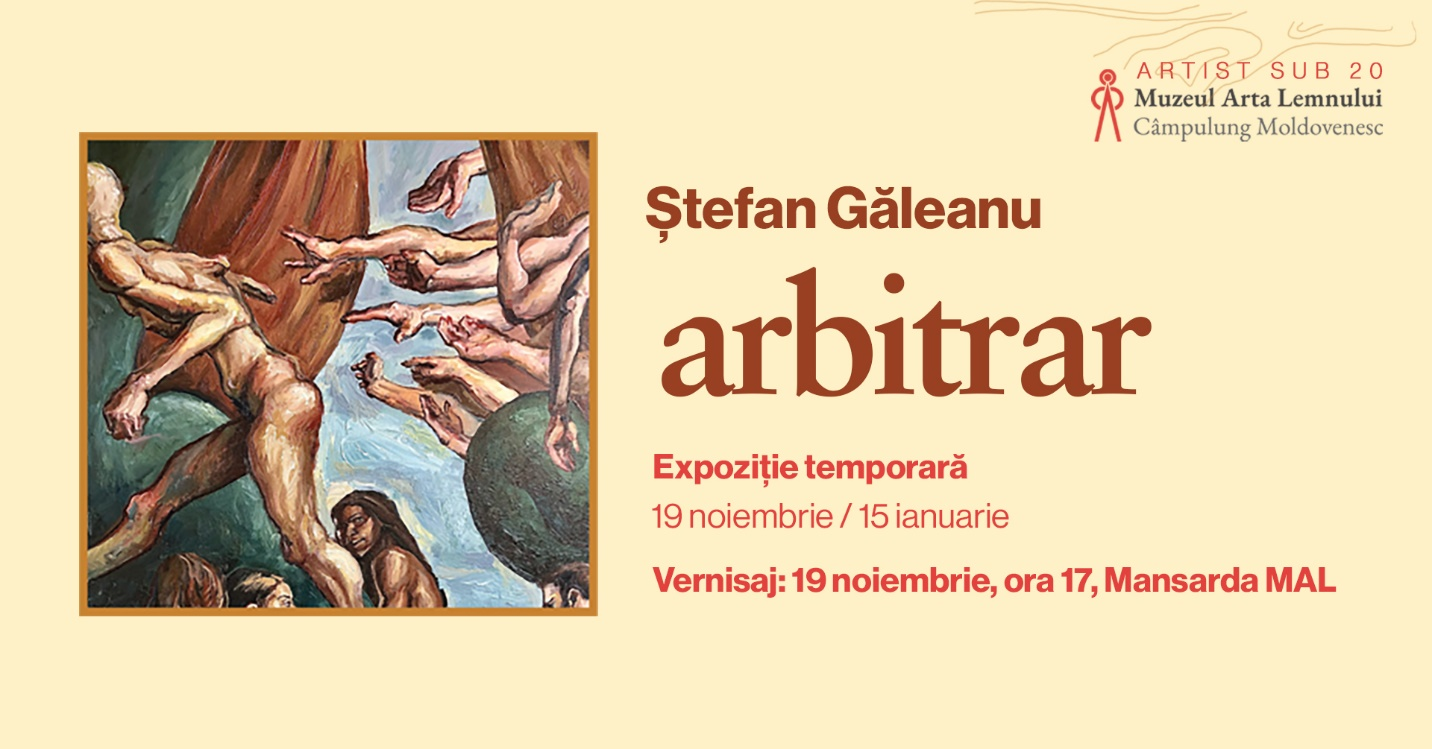 ARTIST SUB 20
Muzeul Arta Lemnului
Câmpulung Moldovenesc
Ștefan Găleanu
arbitrar
Expoziție temporară
19 noiembrie / 15 ianuarie
Vernisaj: 19 noiembrie, ora 17, Mansarda MAL